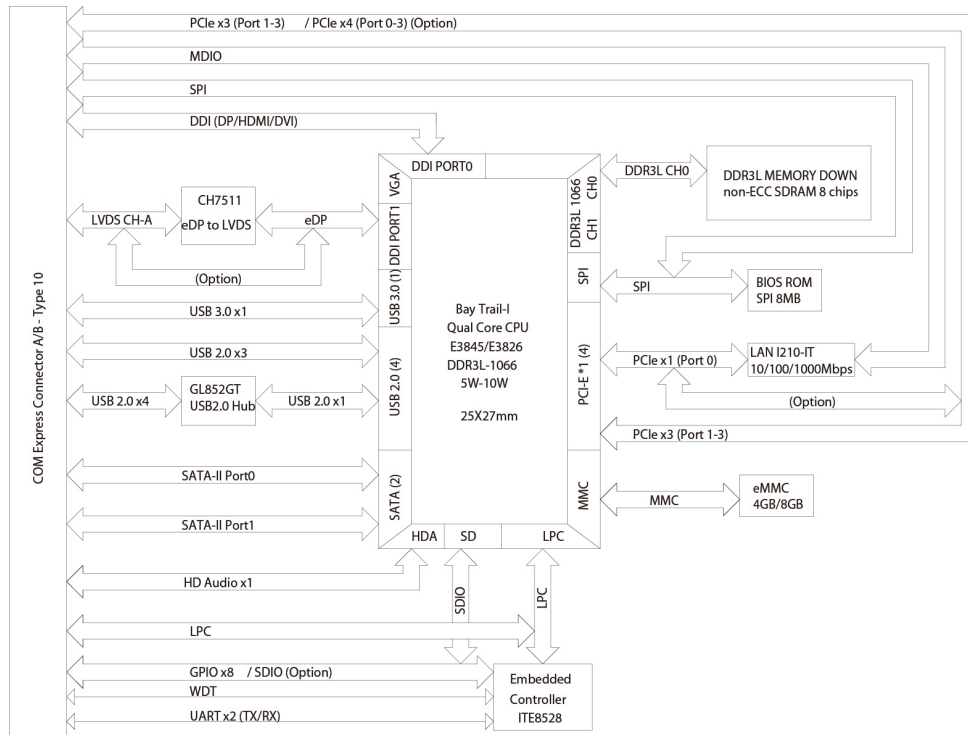 PCIe x3 (Port 1-3) / PCIe x4 (Port 0-3) (Option)
MDIO
SPI
DDI (DP/HDMI/DVI)
COM Express Connector A/B - Type 10
DDI PORT0
VGA
DDI PORT1
USB 3.0 (1)
USB 2.0 (4)
SATA (2)
HDA
SD
LPC
DDR3L 1066
CH0
CH1
SPI
PCI-E *1 (4)
MMC
DDR3L CH0
DDR3L MEMORY DOWN
non-ECC SDRAM 8 chips
LVDS CH-A
CH7511
eDP to LVDS
eDP
(Option)
SPI
BIOS ROM
SPI 8MB
USB 3.0 x1
Bay Trail-I
Qual Core CPU
E3845/E3826
DDR3L-1066
5W-10W
25X27mm
USB 2.0 x3
PCIe x1 (Port 0)
LAN I210-IT
10/100/1000Mbps
(Option)
USB 2.0 x4
GL852GT
USB2.0 Hub
USB 2.0 x1
PCIe x3 (Port 1-3)
SATA-II Port0
MMC
eMMC
4GB/8GB
SATA-II Port1
HD Audio x1
SDIO
LPC
LPC
GPIO x8 / SDIO (Option)
WDT
UART x2 (TX/RX)
Embedded
Controller
ITE8528